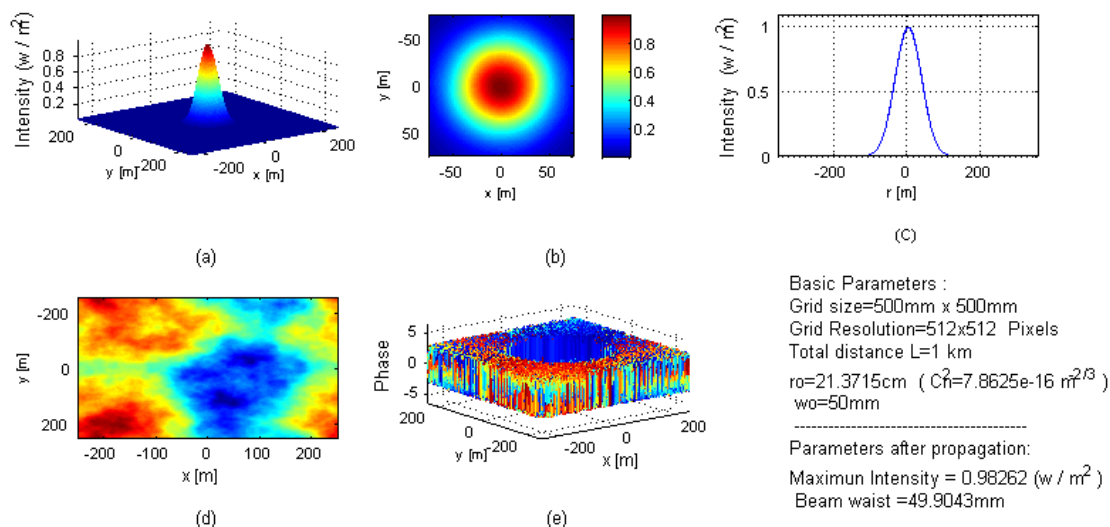 Intensity (w / m²)
0.8
0.6
0.4
0.2
200
0
-200
y [m]
-200
0
200
x [m]
(a)
-50
0
50
y [m]
-50
0
50
x [m]
0.8
0.6
0.4
0.2
(b)
Intensity (w / m²)
1
0.5
0
-200
0
200
r [m]
(C)
-200
0
200
y [m]
-200
-100
0
100
200
x [m]
(d)
Phase
5
0
-5
200
0
-200
y [m]
-200
0
200
x [m]
(e)
Basic Parameters :
Grid size=500mm x 500mm
Grid Resolution=512x512 Pixels
Total distance L=1 km
ro=21.3715cm ( Cn²=7.8625e-16 m^2/3 )
wo=50mm
----------------------------------------
Parameters after propagation:
Maximun Intensity = 0.98262 (w / m² )
Beam waist =49.9043mm